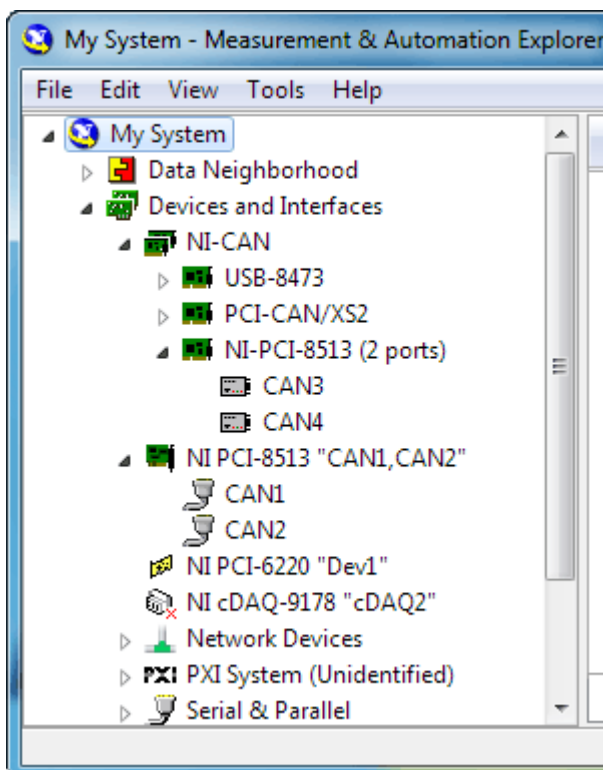 My System - Measurement & Automation Explorer
File Edit View Tools Help
My System
Data Neighborhood
Devices and Interfaces
NI-CAN
USB-8473
PCI-CAN/XS2
NI-PCI-8513 (2 ports)
CAN3
CAN4
NI PCI-8513 "CAN1,CAN2"
CAN1
CAN2
NI PCI-6220 "Dev1"
NI cDAQ-9178 "cDAQ2"
Network Devices
PXI PXI System (Unidentified)
Serial & Parallel